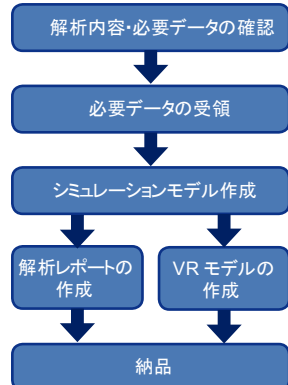 解析内容・必要データの確認
必要データの受領
シミュレーションモデル作成
解析レポートの
作成
VR モデルの
作成
納品